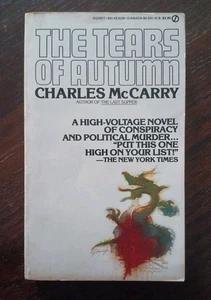 THE TEARS
OF AUTUMN
CHARLES McCARRY
AUTHOR OF THE LAST SUPPER
A HIGH-VOLTAGE NOVEL
OF CONSPIRACY
AND POLITICAL MURDER...
"PUT THIS ONE
HIGH ON YOUR LIST!"
—THE NEW YORK TIMES